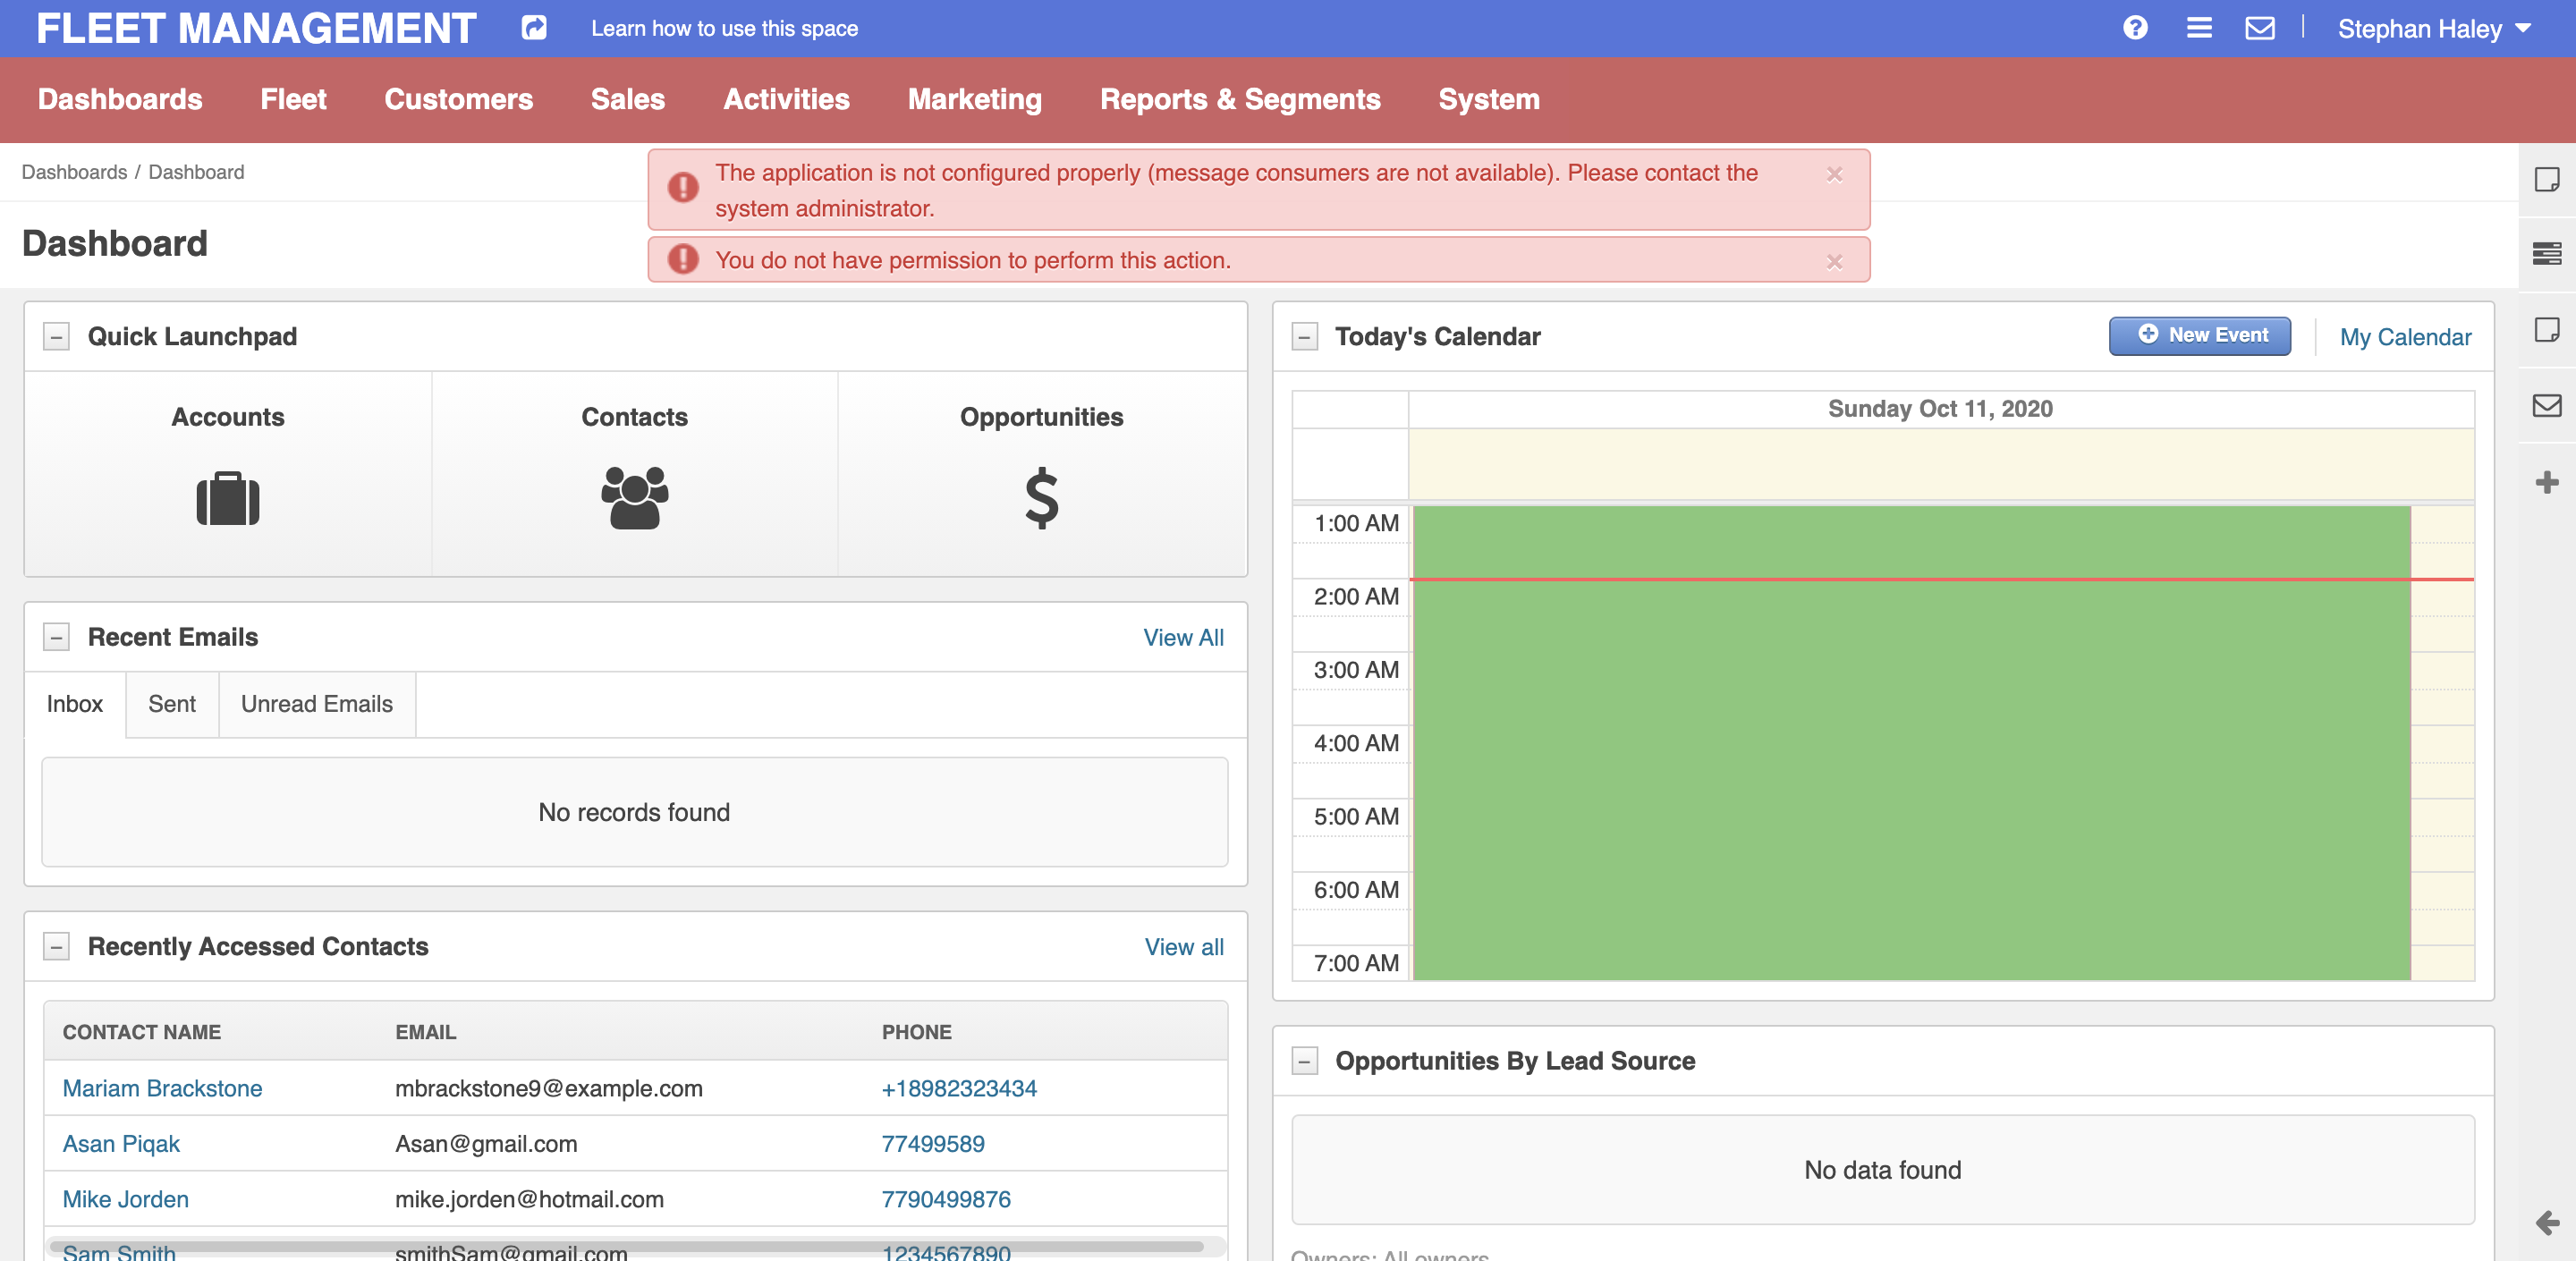 FLEET MANAGEMENT
Learn how to use this space
Stephan Haley
Dashboards Fleet Customers Sales Activities Marketing Reports & Segments System
Dashboards / Dashboard
The application is not configured properly (message consumers are not available). Please contact the
system administrator.
You do not have permission to perform this action.
Dashboard
Quick Launchpad
Accounts Contacts Opportunities
Recent Emails View All
Inbox Sent Unread Emails
No records found
Recently Accessed Contacts View all
CONTACT NAME EMAIL PHONE
Mariam Brackstone mbrackstone9@example.com +18982323434
Asan Piqak Asan@gmail.com 77499589
Mike Jorden mike.jorden@hotmail.com 7790499876
Sam Smith smithSam@gmail.com 1234567890
Today's Calendar New Event My Calendar
Sunday Oct 11, 2020
1:00 AM
2:00 AM
3:00 AM
4:00 AM
5:00 AM
6:00 AM
7:00 AM
Opportunities By Lead Source
No data found
Owners: All owners